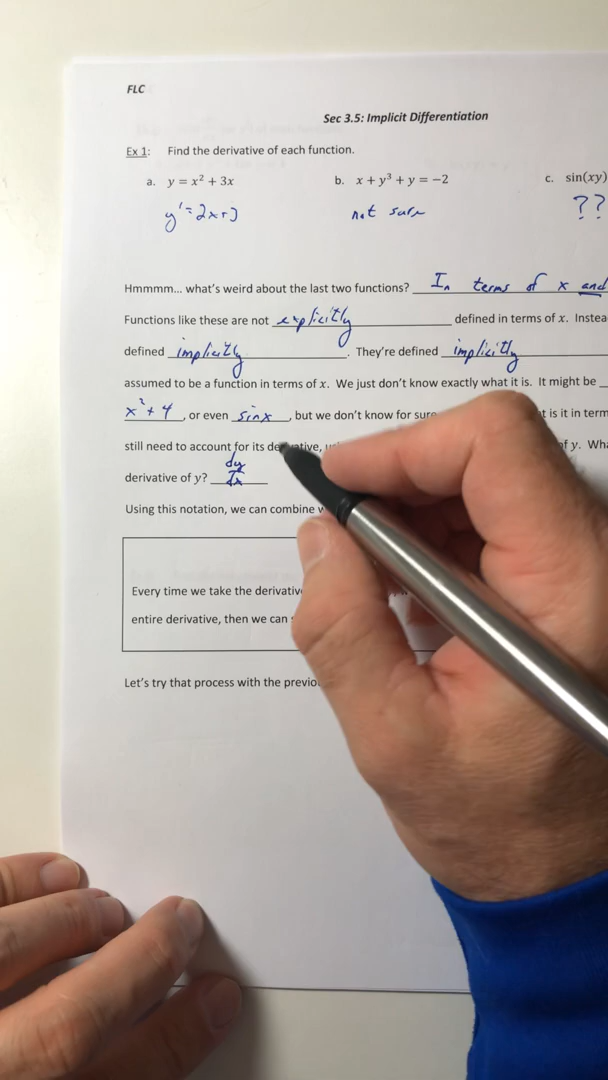 FLC
Sec 3.5: Implicit Differentiation
Ex 1: Find the derivative of each function.
a. y = x² + 3x b. x + y³ + y = −2 c. sin(xy)
y' = 2x+3 not sure ??
Hmmmm... what's weird about the last two functions? In terms of x and
Functions like these are not explicitly defined in terms of x. Instea
defined implicitly. They're defined implicitly
assumed to be a function in terms of x. We just don't know exactly what it is. It might be
x²+4, or even sinx, but we don't know for sure t is it in term
still need to account for its derivative, of y. Wha
derivative of y? dy/dx
Using this notation, we can combine
Every time we take the derivativ
entire derivative, then we can
Let's try that process with the previo